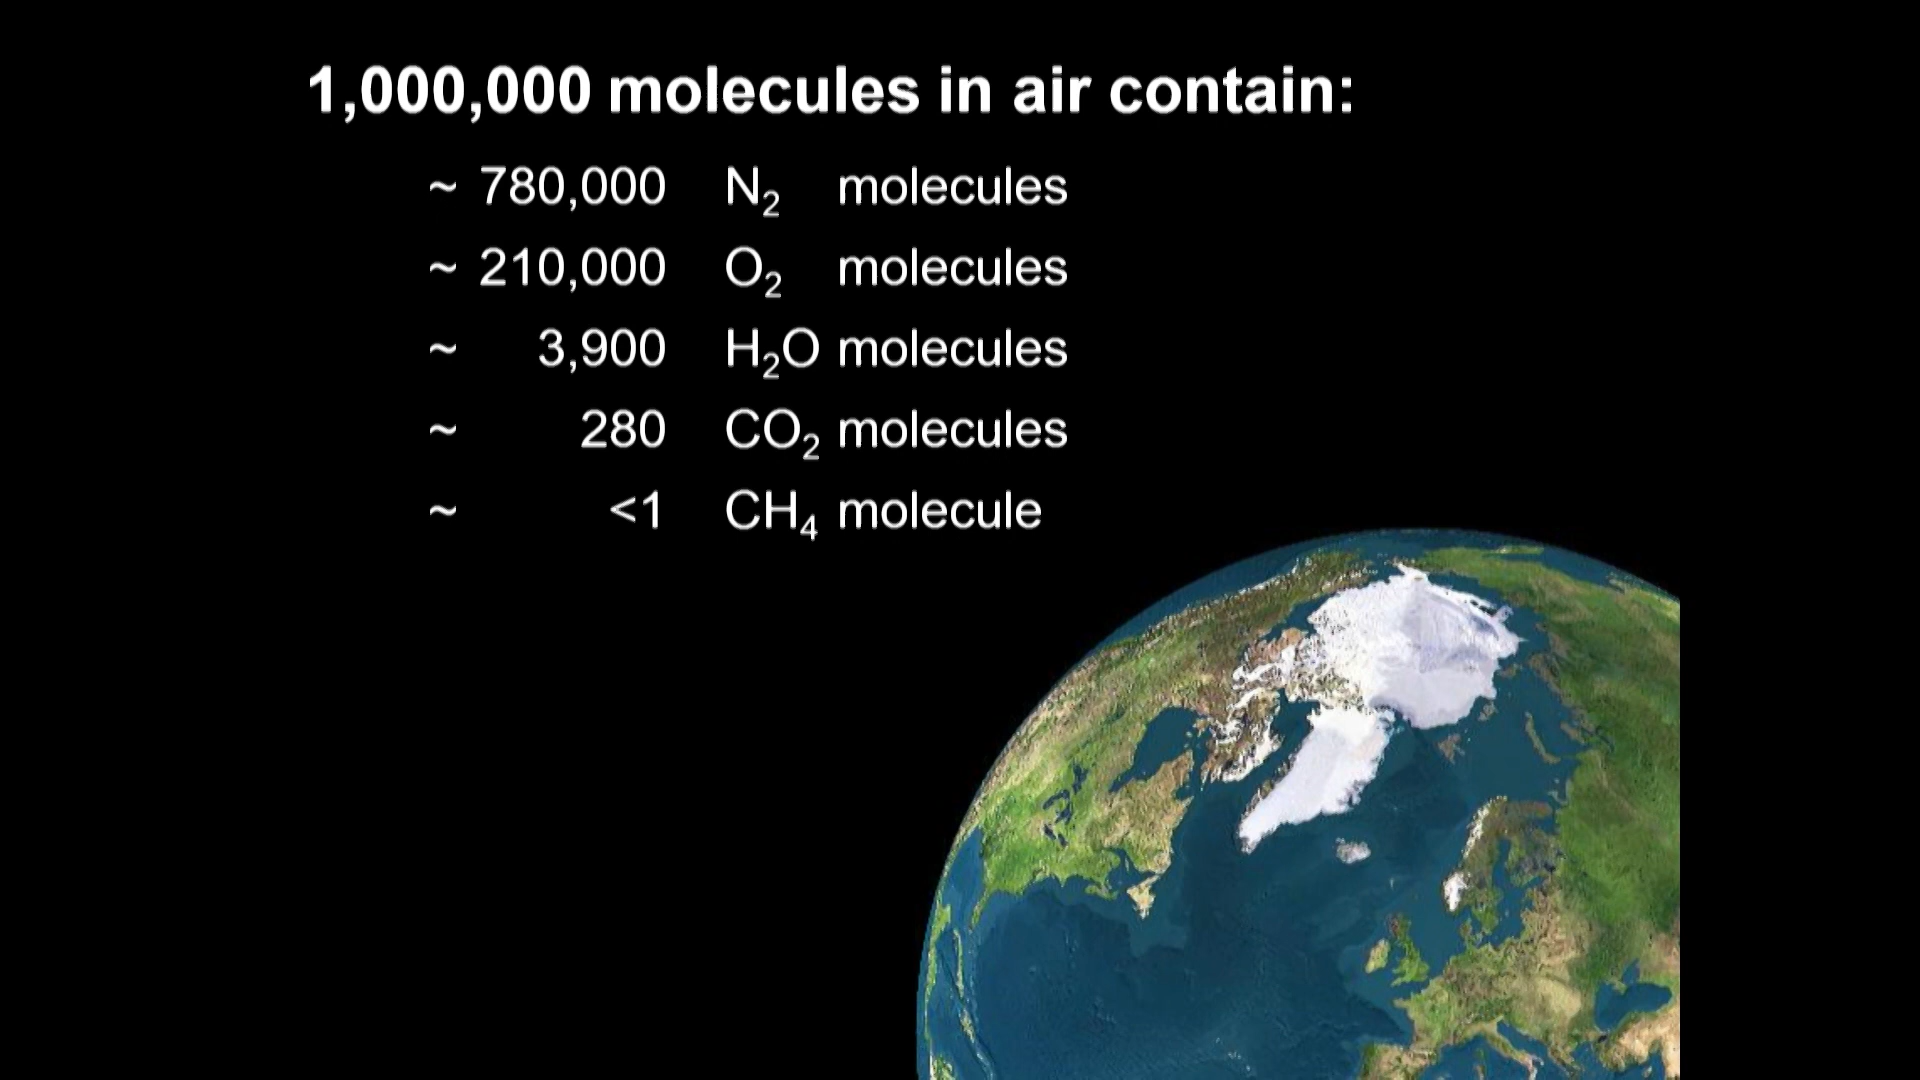 1,000,000 molecules in air contain:
~ 780,000 N₂ molecules
~ 210,000 O₂ molecules
~ 3,900 H₂O molecules
~ 280 CO₂ molecules
~ <1 CH₄ molecule